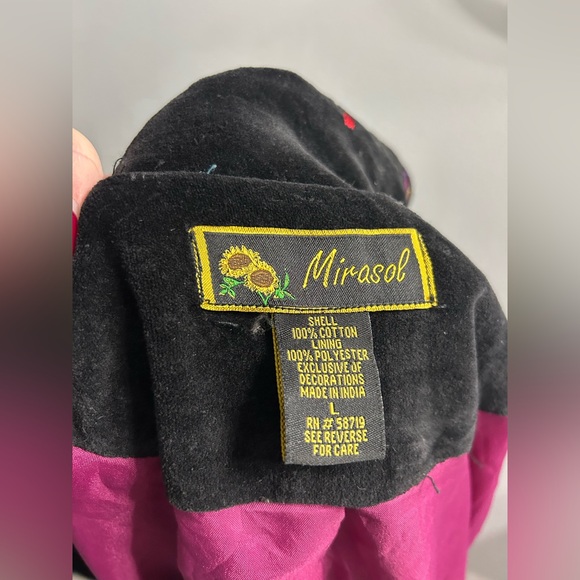 Mirasol
SHELL
100% COTTON
LINING
100% POLYESTER
EXCLUSIVE OF
DECORATIONS
MADE IN INDIA
L
RN # 58719
SEE REVERSE
FOR CARE